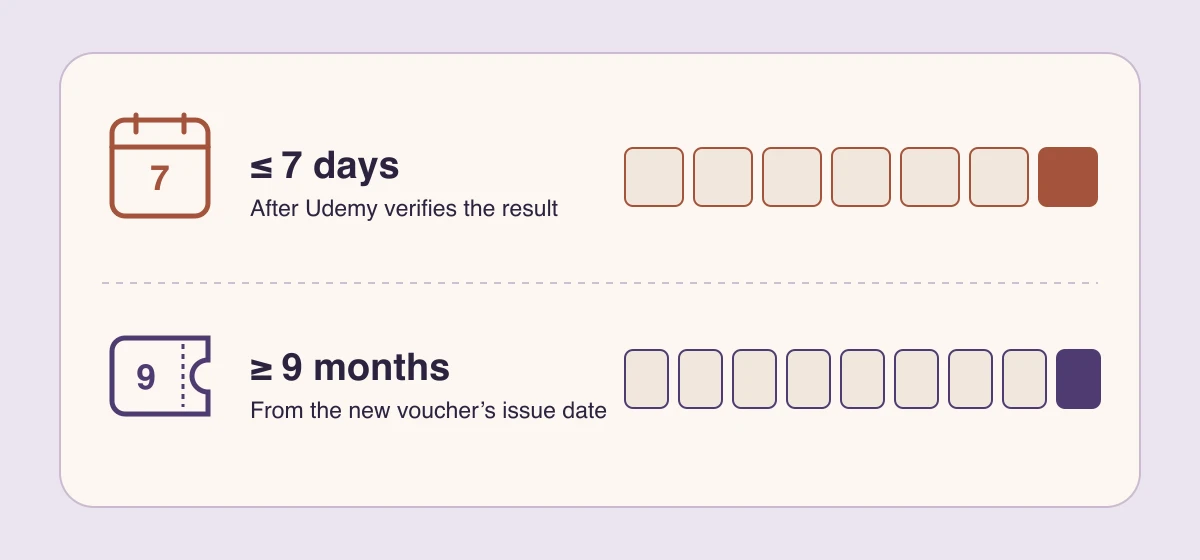 7
≤ 7 days
After Udemy verifies the result
9
≥ 9 months
From the new voucher’s issue date